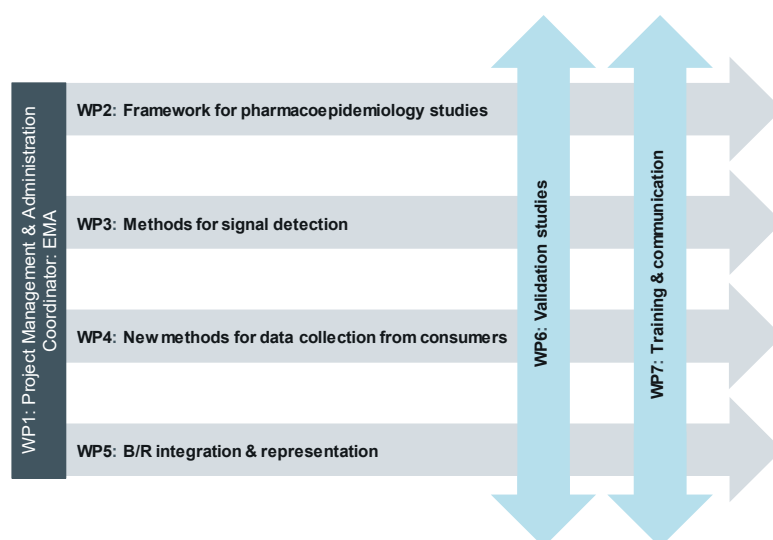 WP1: Project Management & Administration
Coordinator: EMA
WP2: Framework for pharmacoepidemiology studies
WP3: Methods for signal detection
WP4: New methods for data collection from consumers
WP5: B/R integration & representation
WP6: Validation studies
WP7: Training & communication